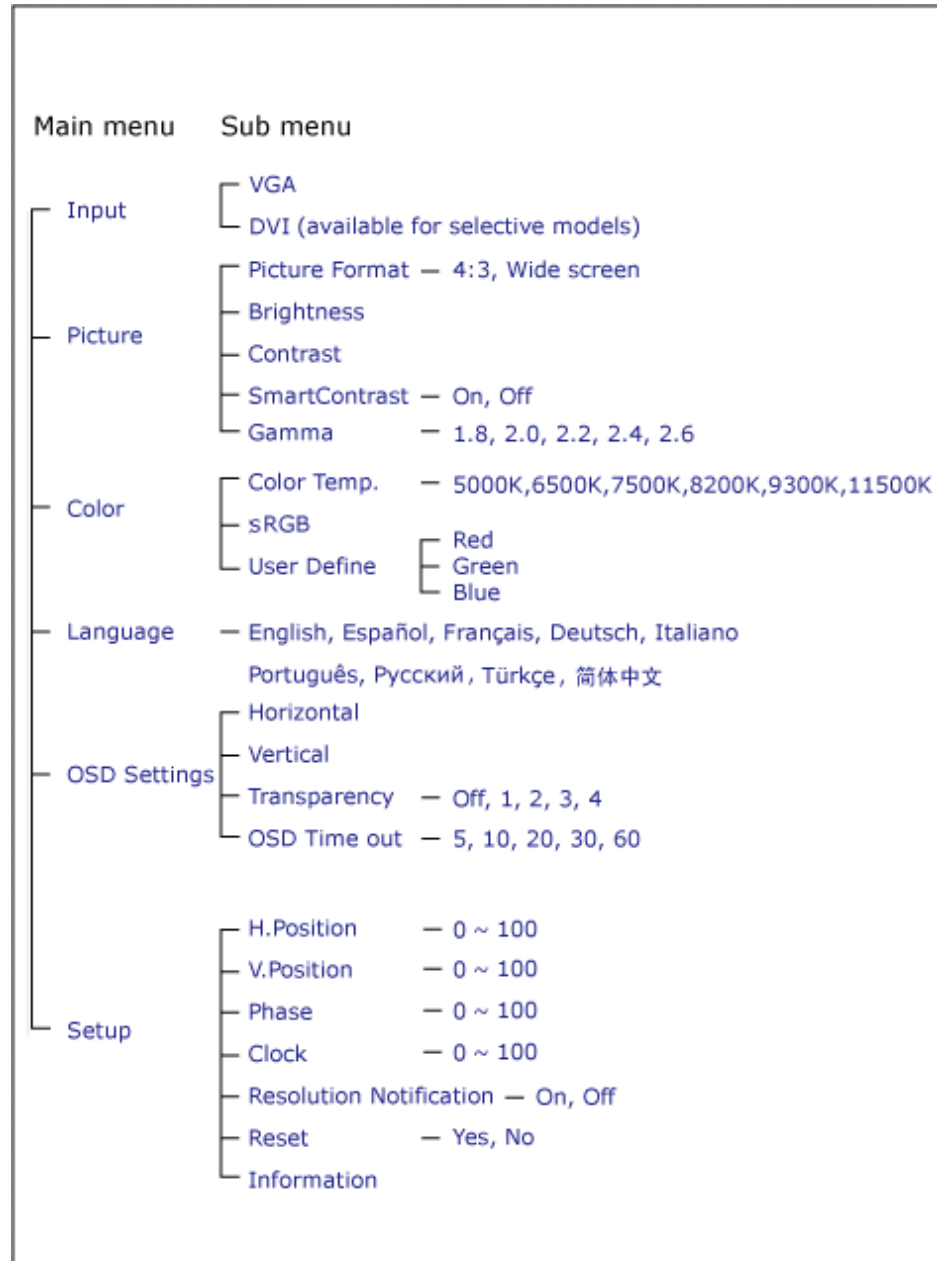 Main menu Sub menu
VGA
Input
DVI (available for selective models)
Picture Format — 4:3, Wide screen
Brightness
Picture
Contrast
SmartContrast — On, Off
Gamma — 1.8, 2.0, 2.2, 2.4, 2.6
Color Temp. — 5000K,6500K,7500K,8200K,9300K,11500K
Color
sRGB
Red
User Define Green
Blue
Language — English, Español, Français, Deutsch, Italiano
Português, Русский, Türkçe, 简体中文
Horizontal
Vertical
OSD Settings
Transparency — Off, 1, 2, 3, 4
OSD Time out — 5, 10, 20, 30, 60
H.Position — 0 ~ 100
V.Position — 0 ~ 100
Phase — 0 ~ 100
Setup
Clock — 0 ~ 100
Resolution Notification — On, Off
Reset — Yes, No
Information